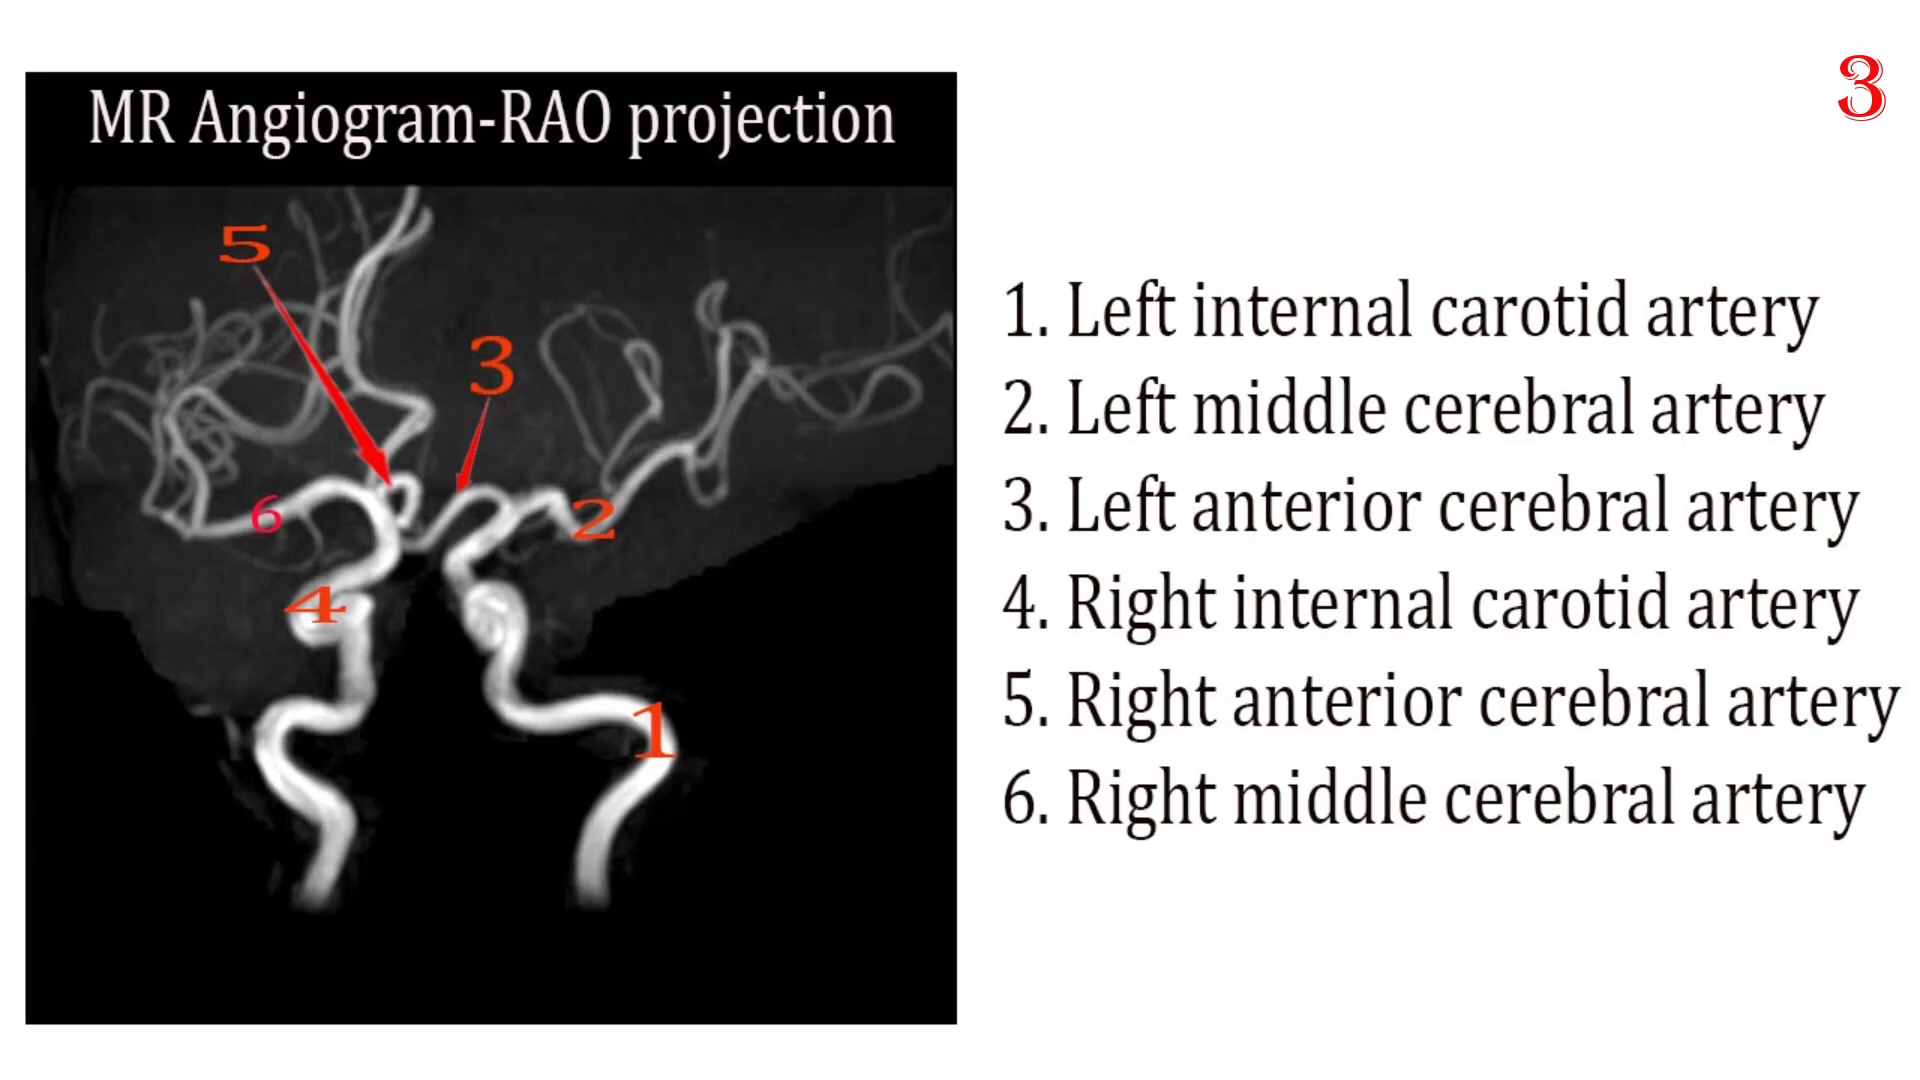 3
MR Angiogram-RAO projection
5
3
6
2
4
1
1. Left internal carotid artery
2. Left middle cerebral artery
3. Left anterior cerebral artery
4. Right internal carotid artery
5. Right anterior cerebral artery
6. Right middle cerebral artery